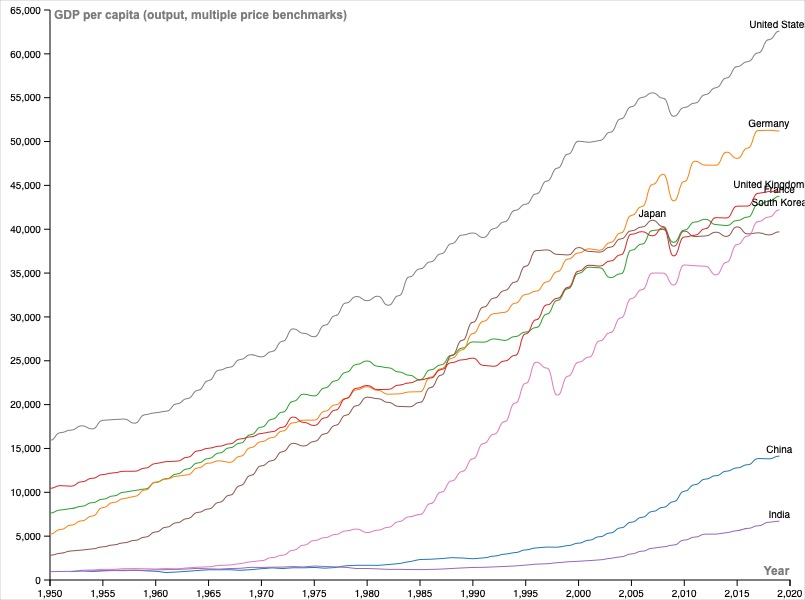 65,000
GDP per capita (output, multiple price benchmarks)
United State
60,000
55,000
50,000
Germany
45,000
United Kingdom
France
South Korea
Japan
40,000
35,000
30,000
25,000
20,000
15,000
China
10,000
India
5,000
Year
0
1,950 1,955 1,960 1,965 1,970 1,975 1,980 1,985 1,990 1,995 2,000 2,005 2,010 2,015 2,020